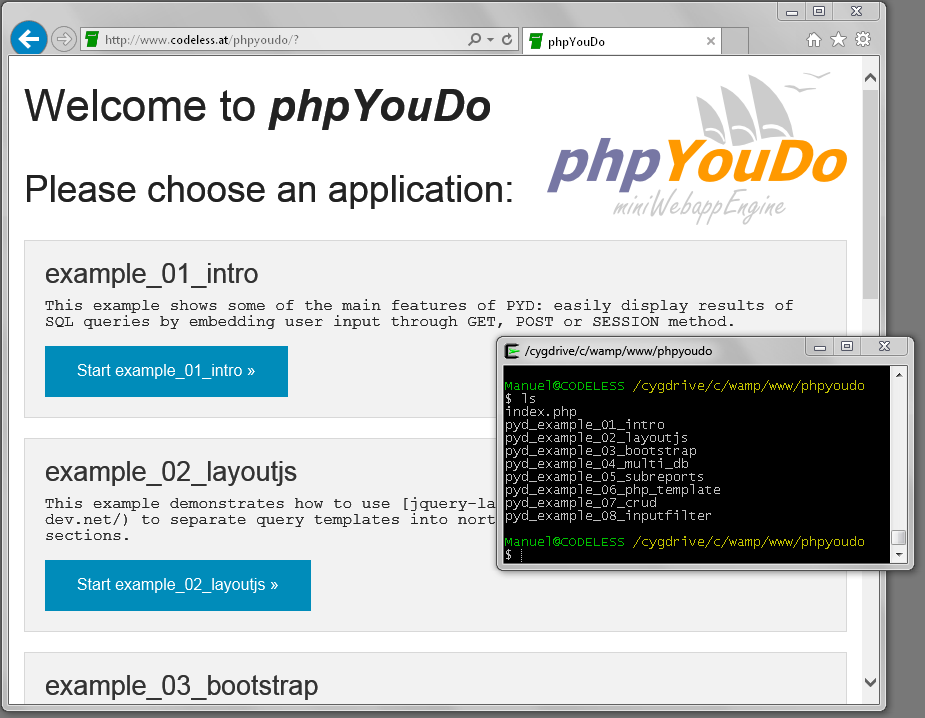 http://www.codeless.at/phpyoudo/?
phpYouDo
Welcome to phpYouDo
phpYouDo
miniWebappEngine
Please choose an application:
example_01_intro
This example shows some of the main features of PYD: easily display results of
SQL queries by embedding user input through GET, POST or SESSION method.
Start example_01_intro »
example_02_layoutjs
This example demonstrates how to use [jquery-la
dev.net/) to separate query templates into nort
sections.
Start example_02_layoutjs »
example_03_bootstrap
/cygdrive/c/wamp/www/phpyoudo
Manuel@CODELESS /cygdrive/c/wamp/www/phpyoudo
$ ls
index.php
pyd_example_01_intro
pyd_example_02_layoutjs
pyd_example_03_bootstrap
pyd_example_04_multi_db
pyd_example_05_subreports
pyd_example_06_php_template
pyd_example_07_crud
pyd_example_08_inputfilter
Manuel@CODELESS /cygdrive/c/wamp/www/phpyoudo
$